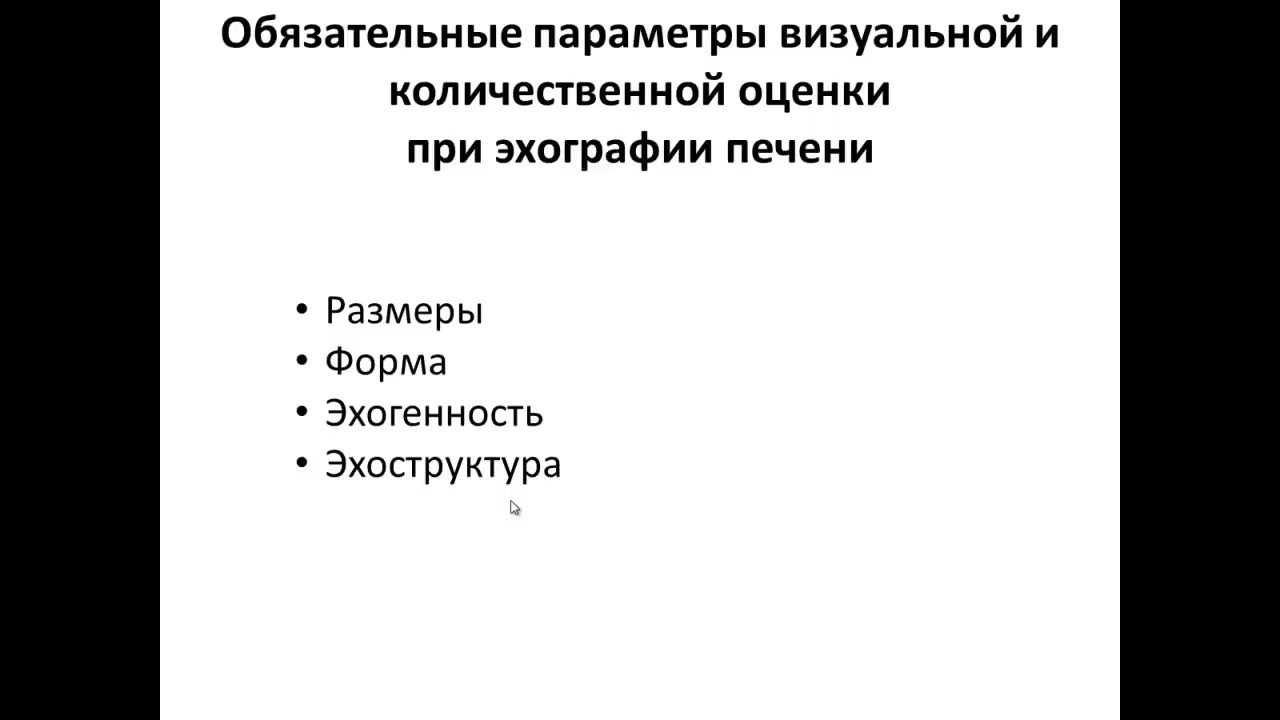 Обязательные параметры визуальной и
количественной оценки
при эхографии печени
• Размеры
• Форма
• Эхогенность
• Эхоструктура